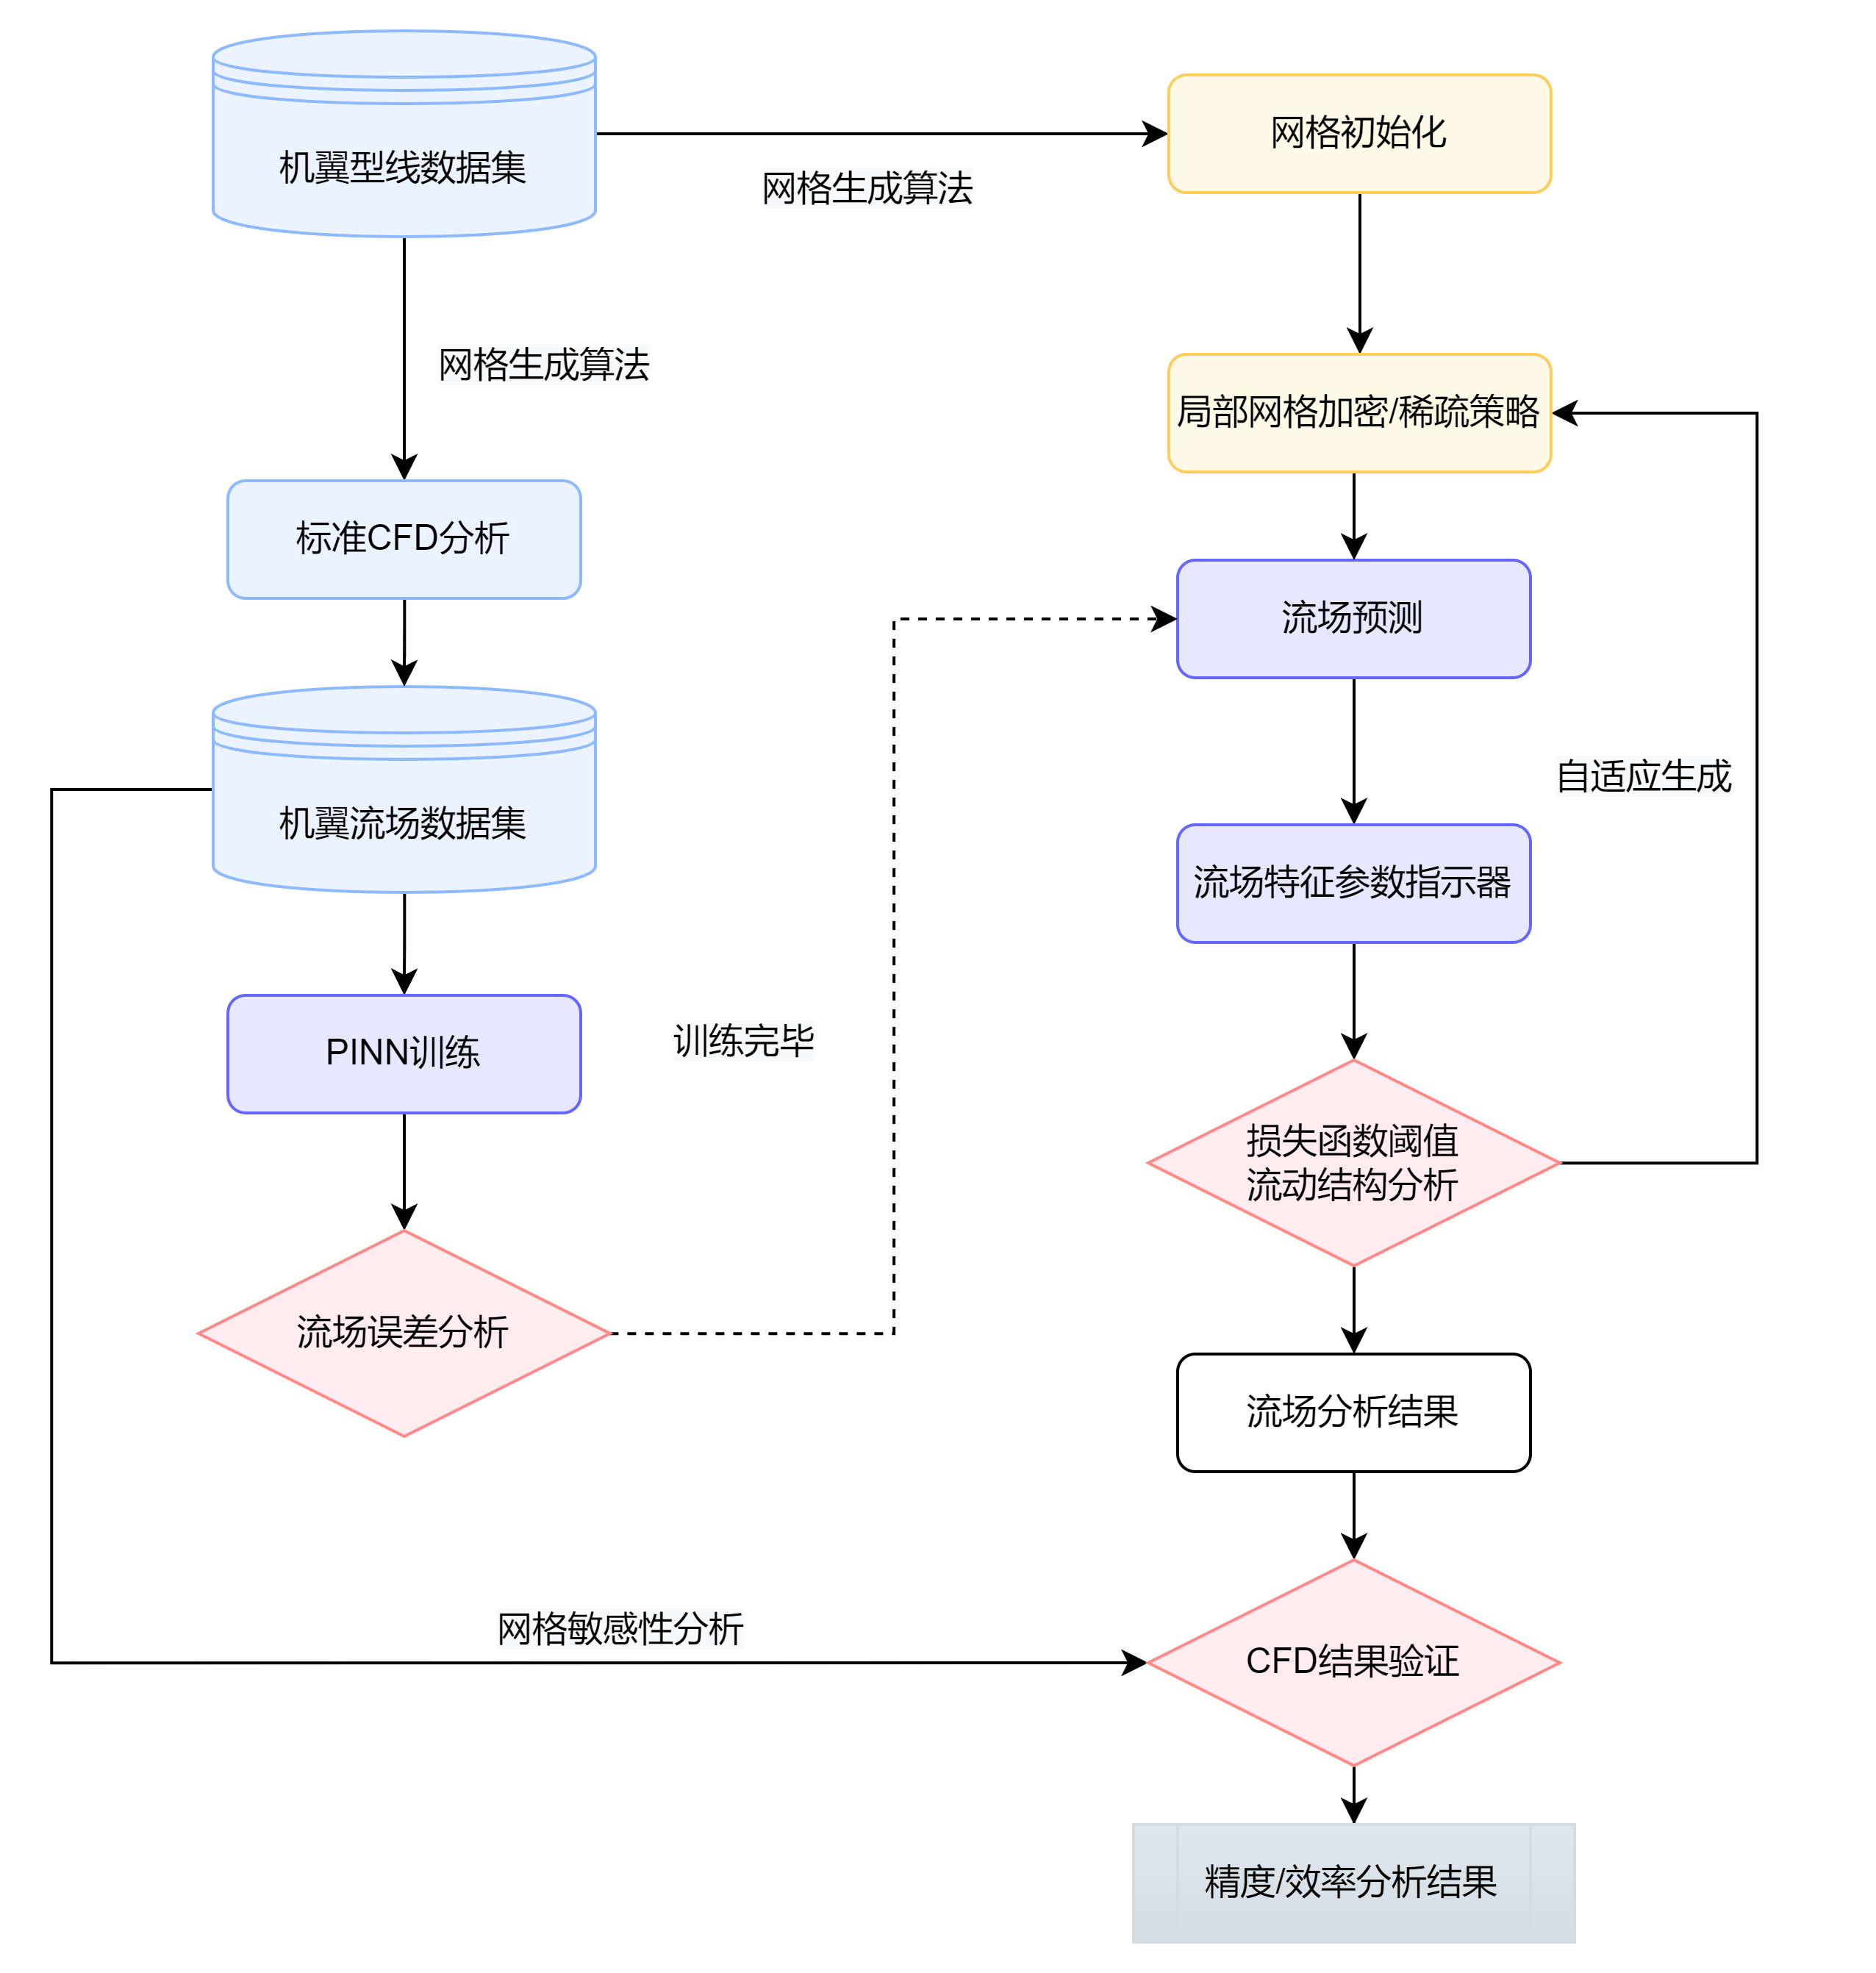 机翼型线数据集
网格初始化
网格生成算法
网格生成算法
局部网格加密/稀疏策略
标准CFD分析
流场预测
自适应生成
机翼流场数据集
流场特征参数指示器
训练完毕
PINN训练
损失函数阈值
流动结构分析
流场误差分析
流场分析结果
网格敏感性分析
CFD结果验证
精度/效率分析结果